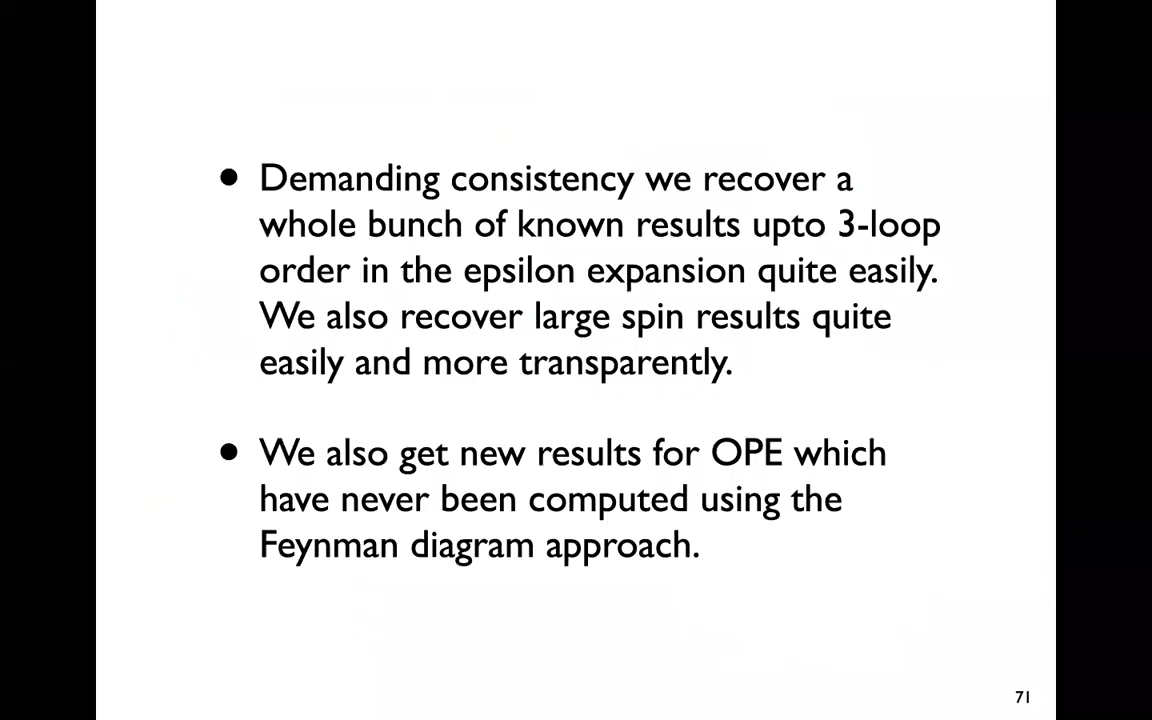 • Demanding consistency we recover a
whole bunch of known results upto 3-loop
order in the epsilon expansion quite easily.
We also recover large spin results quite
easily and more transparently.
• We also get new results for OPE which
have never been computed using the
Feynman diagram approach.
71